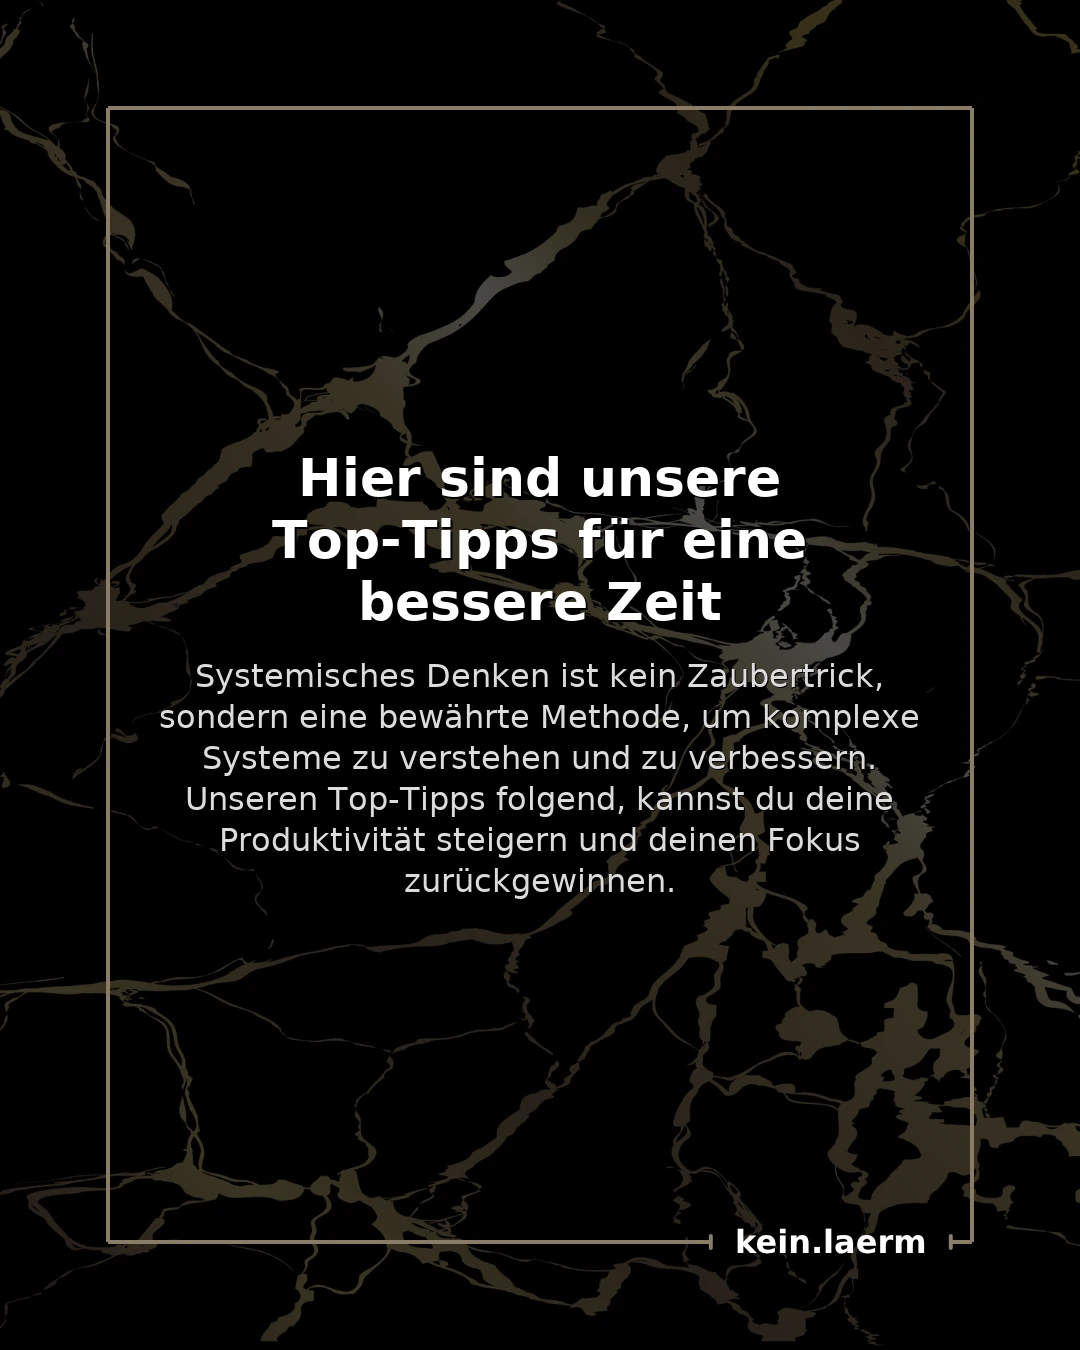 Hier sind unsere
Top-Tipps für eine
bessere Zeit
Systemisches Denken ist kein Zaubertrick,
sondern eine bewährte Methode, um komplexe
Systeme zu verstehen und zu verbessern.
Unseren Top-Tipps folgend, kannst du deine
Produktivität steigern und deinen Fokus
zurückgewinnen.
kein.laerm